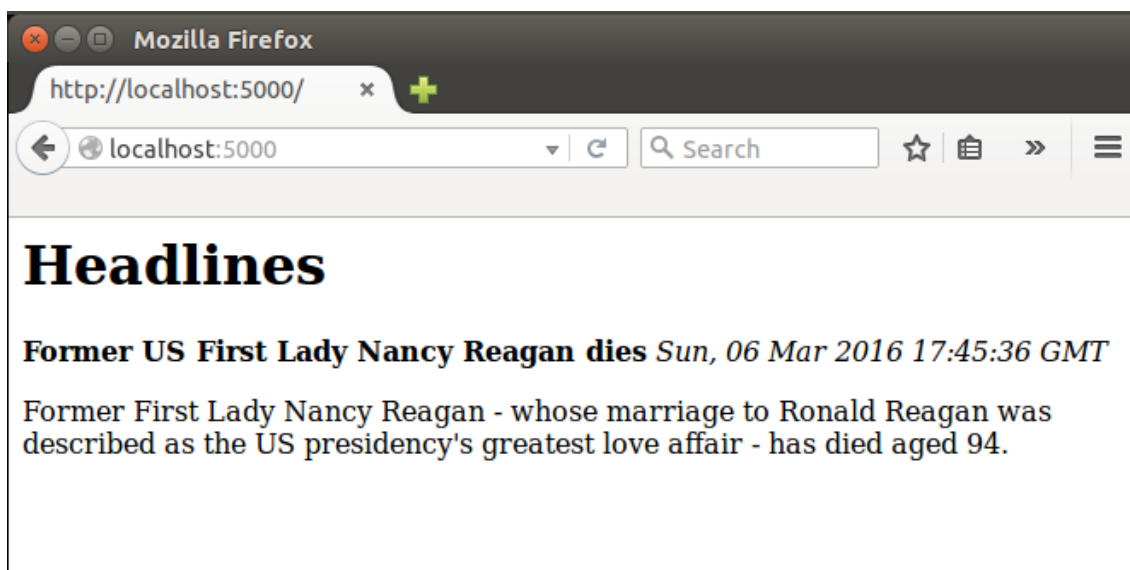 Mozilla Firefox
http://localhost:5000/
localhost:5000
Search
Headlines
Former US First Lady Nancy Reagan dies Sun, 06 Mar 2016 17:45:36 GMT
Former First Lady Nancy Reagan - whose marriage to Ronald Reagan was
described as the US presidency's greatest love affair - has died aged 94.